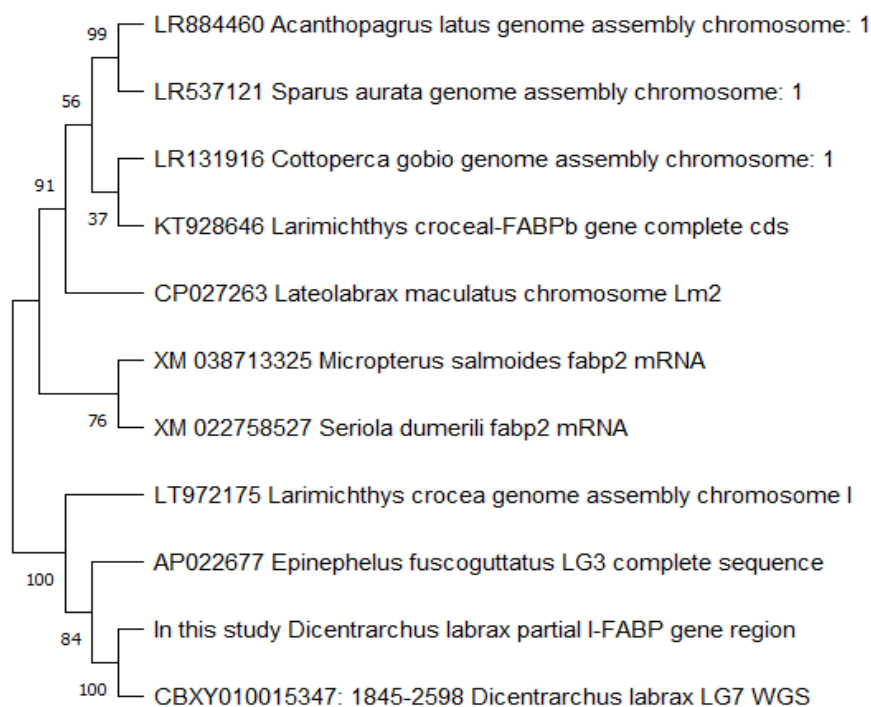 99
LR884460 Acanthopagrus latus genome assembly chromosome: 1
56
LR537121 Sparus aurata genome assembly chromosome: 1
LR131916 Cottoperca gobio genome assembly chromosome: 1
91
37
KT928646 Larimichthys croceaI-FABPb gene complete cds
CP027263 Lateolabrax maculatus chromosome Lm2
XM 038713325 Micropterus salmoides fabp2 mRNA
76
XM 022758527 Seriola dumerili fabp2 mRNA
LT972175 Larimichthys crocea genome assembly chromosome I
100
AP022677 Epinephelus fuscoguttatus LG3 complete sequence
84
In this study Dicentrarchus labrax partial I-FABP gene region
100
CBXY010015347: 1845-2598 Dicentrarchus labrax LG7 WGS